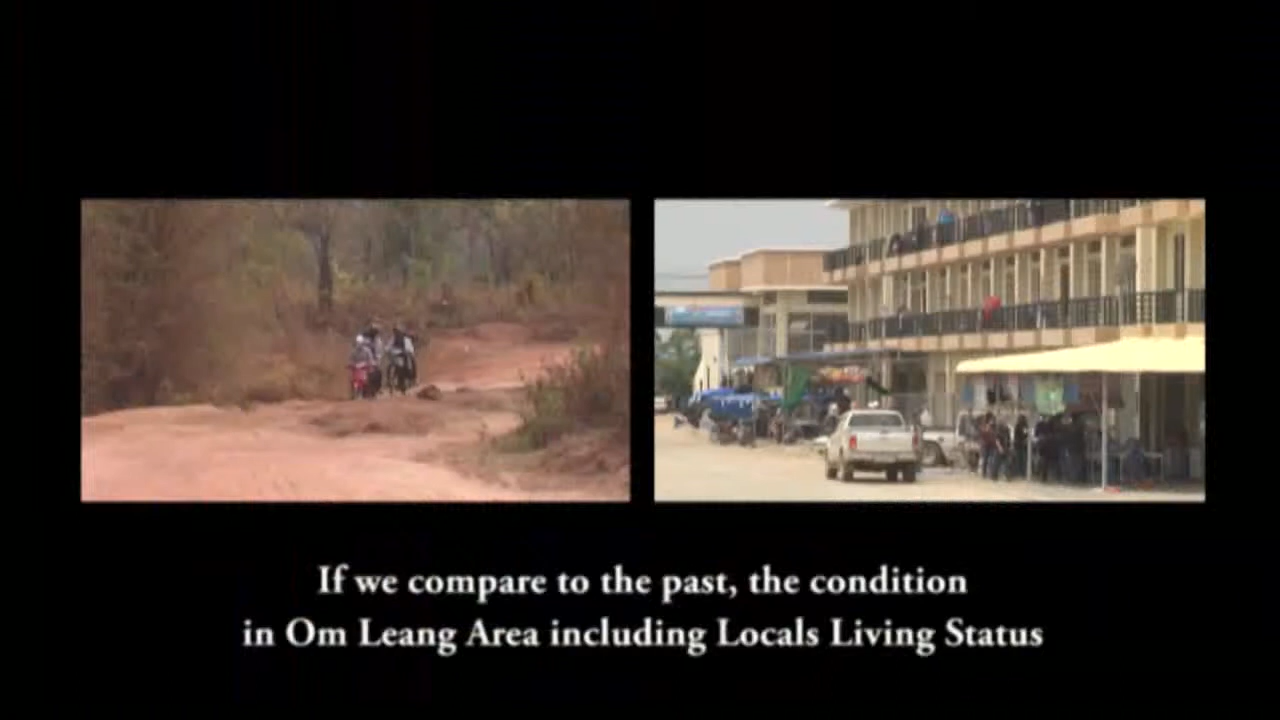 If we compare to the past, the condition
in Om Leang Area including Locals Living Status